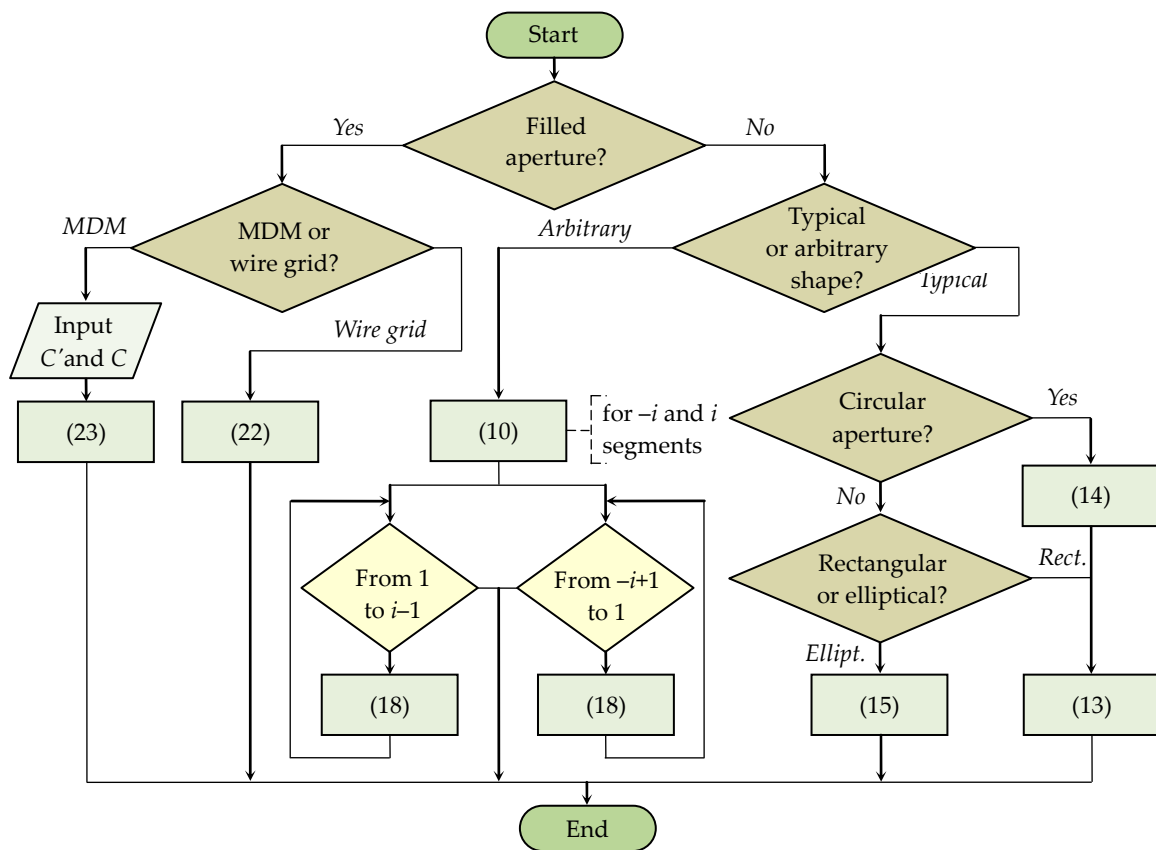 Start
Filled
aperture?
Yes
No
MDM or
wire grid?
MDM
Wire grid
Typical
or arbitrary
shape?
Arbitrary
Typical
Input
C′and C
(23)
(22)
(10)
for –i and i
segments
Circular
aperture?
Yes
No
(14)
From 1
to i–1
From –i+1
to 1
Rectangular
or elliptical?
Rect.
Ellipt.
(18)
(18)
(15)
(13)
End